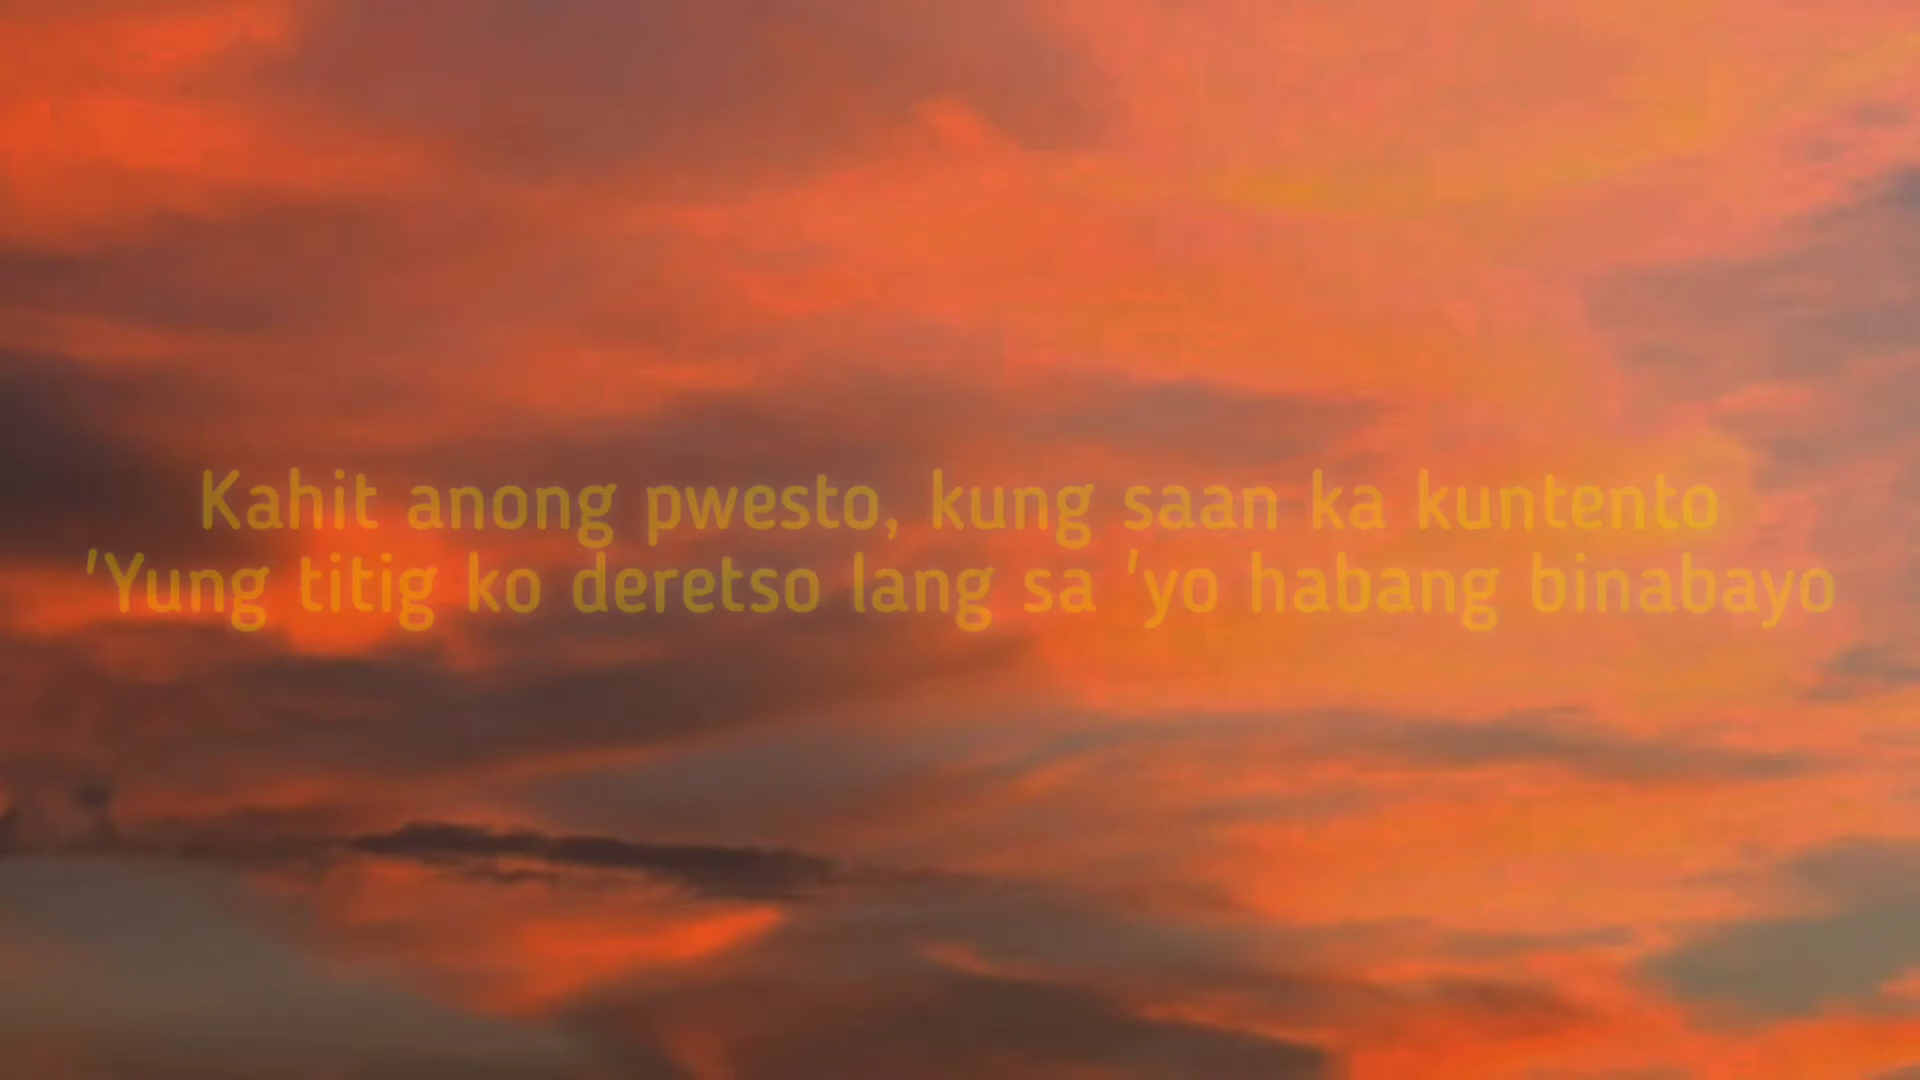 Kahit anong pwesto, kung saan ka kuntento
'Yung titig ko deretso lang sa 'yo habang binabayo